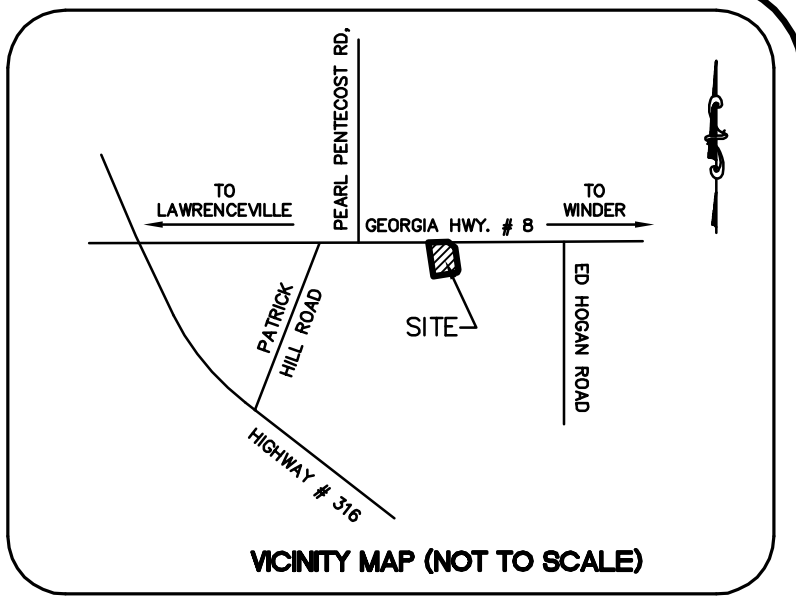 PEARL PENTECOST RD,
TO
LAWRENCEVILLE
TO
WINDER
GEORGIA HWY. # 8
PATRICK
HILL ROAD
SITE
ED HOGAN ROAD
HIGHWAY # 316
VICINITY MAP (NOT TO SCALE)